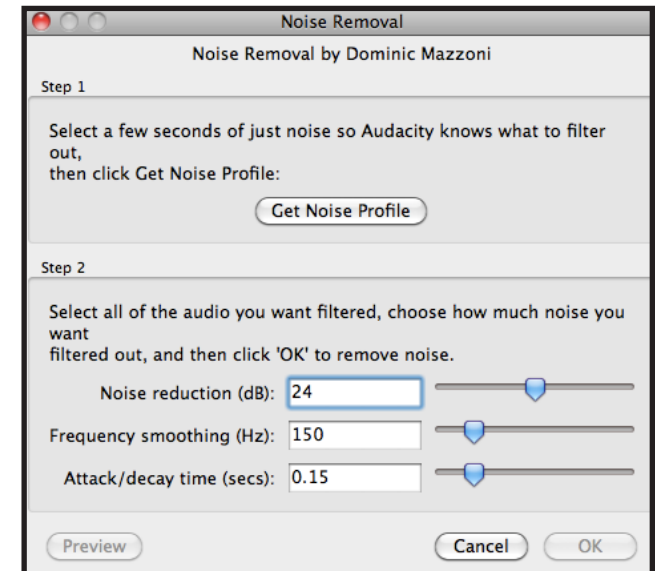 Noise Removal
Noise Removal by Dominic Mazzoni
Step 1
Select a few seconds of just noise so Audacity knows what to filter
out,
then click Get Noise Profile:
Get Noise Profile
Step 2
Select all of the audio you want filtered, choose how much noise you
want
filtered out, and then click 'OK' to remove noise.
Noise reduction (dB): 24
Frequency smoothing (Hz): 150
Attack/decay time (secs): 0.15
Preview Cancel OK